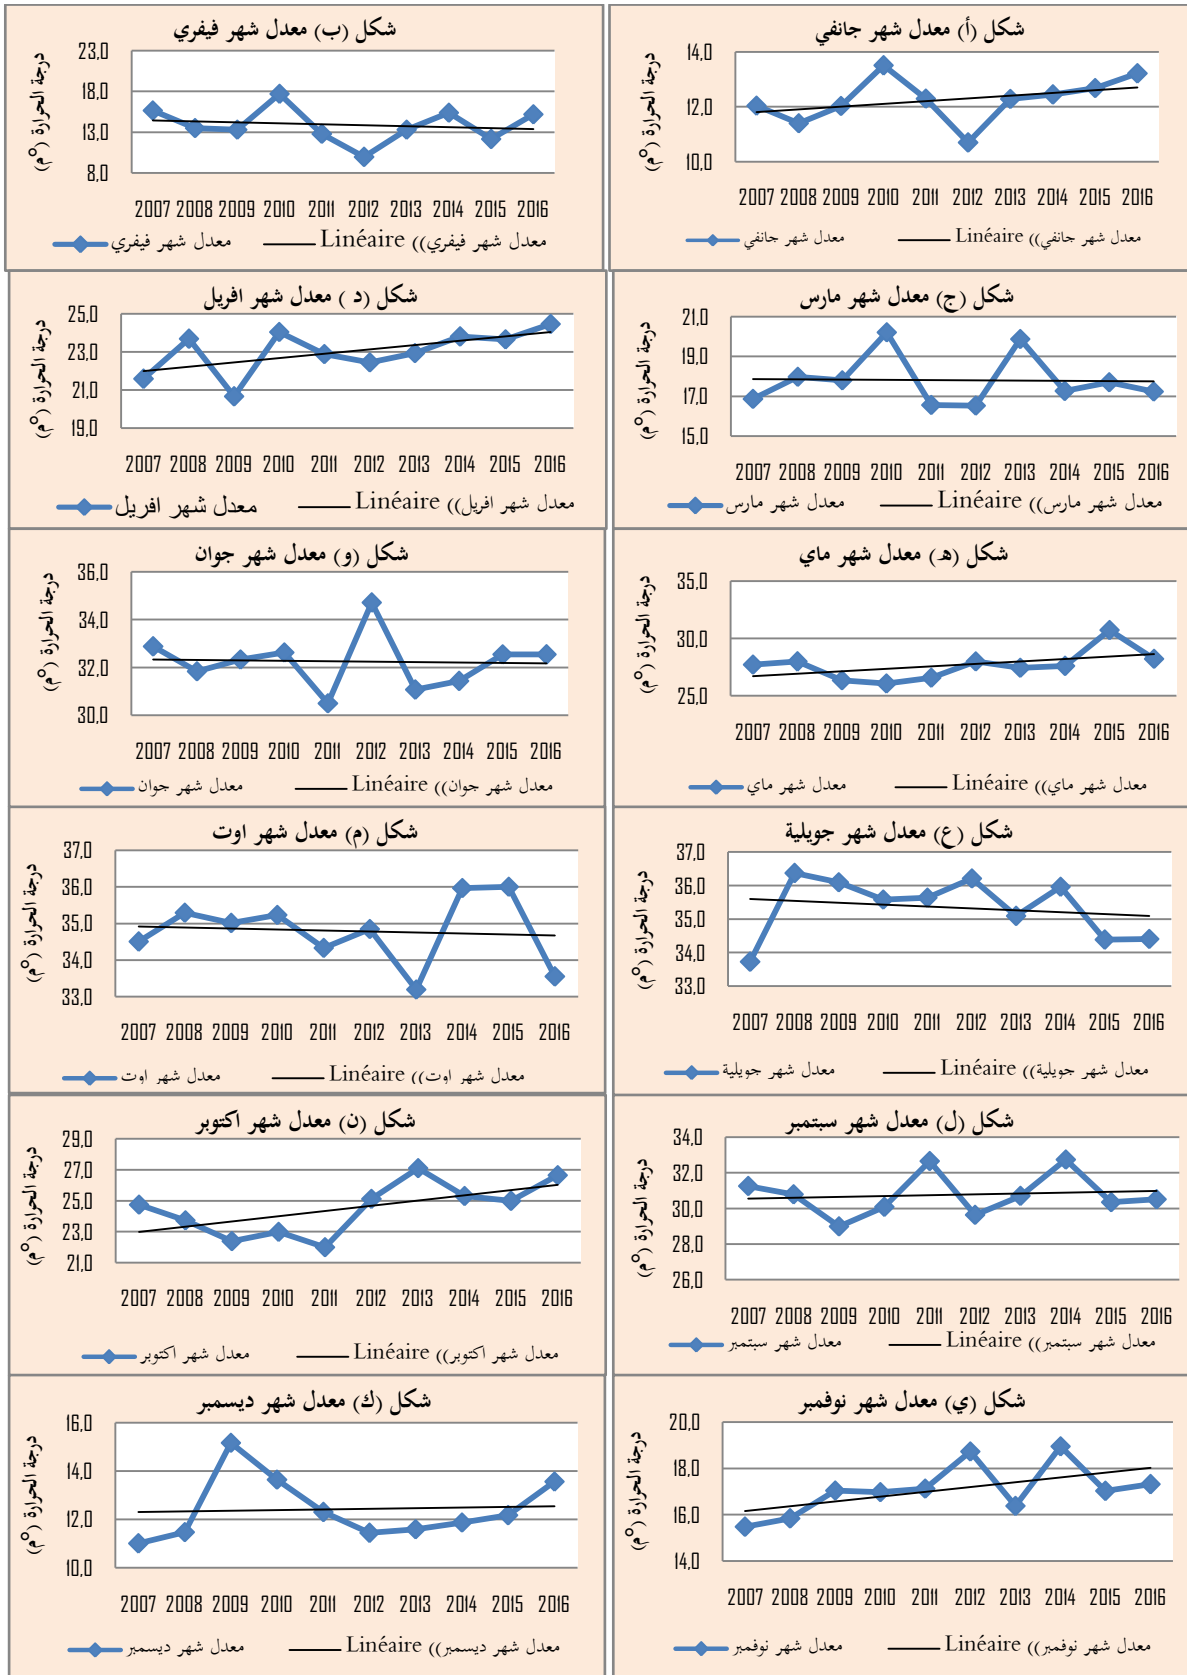 شكل (أ) معدل شهر جانفي
درجة الحرارة (°م)
14,0
12,0
10,0
2007 2008 2009 2010 2011 2012 2013 2014 2015 2016
معدل شهر جانفي Linéaire ((معدل شهر جانفي
شكل (ب) معدل شهر فيفري
درجة الحرارة (°م)
23,0
18,0
13,0
8,0
2007 2008 2009 2010 2011 2012 2013 2014 2015 2016
معدل شهر فيفري Linéaire ((معدل شهر فيفري
شكل (ج) معدل شهر مارس
درجة الحرارة (°م)
21,0
19,0
17,0
15,0
2007 2008 2009 2010 2011 2012 2013 2014 2015 2016
معدل شهر مارس Linéaire ((معدل شهر مارس
شكل (د ) معدل شهر افريل
درجة الحرارة (°م)
25,0
23,0
21,0
19,0
2007 2008 2009 2010 2011 2012 2013 2014 2015 2016
معدل شهر افريل Linéaire ((معدل شهر افريل
شكل (هـ) معدل شهر ماي
درجة الحرارة (°م)
35,0
30,0
25,0
2007 2008 2009 2010 2011 2012 2013 2014 2015 2016
معدل شهر ماي Linéaire ((معدل شهر ماي
شكل (و) معدل شهر جوان
درجة الحرارة (°م)
36,0
34,0
32,0
30,0
2007 2008 2009 2010 2011 2012 2013 2014 2015 2016
معدل شهر جوان Linéaire ((معدل شهر جوان
شكل (ع) معدل شهر جويلية
درجة الحرارة (°م)
37,0
36,0
35,0
34,0
33,0
2007 2008 2009 2010 2011 2012 2013 2014 2015 2016
معدل شهر جويلية Linéaire ((معدل شهر جويلية
شكل (م) معدل شهر اوت
درجة الحرارة (°م)
37,0
36,0
35,0
34,0
33,0
2007 2008 2009 2010 2011 2012 2013 2014 2015 2016
معدل شهر اوت Linéaire ((معدل شهر اوت
شكل (ل) معدل شهر سبتمبر
درجة الحرارة (°م)
34,0
32,0
30,0
28,0
26,0
2007 2008 2009 2010 2011 2012 2013 2014 2015 2016
معدل شهر سبتمبر Linéaire ((معدل شهر سبتمبر
شكل (ن) معدل شهر اكتوبر
درجة الحرارة (°م)
29,0
27,0
25,0
23,0
21,0
2007 2008 2009 2010 2011 2012 2013 2014 2015 2016
معدل شهر اكتوبر Linéaire ((معدل شهر اكتوبر
شكل (ي) معدل شهر نوفمبر
درجة الحرارة (°م)
20,0
18,0
16,0
14,0
2007 2008 2009 2010 2011 2012 2013 2014 2015 2016
معدل شهر نوفمبر Linéaire ((معدل شهر نوفمبر
شكل (ك) معدل شهر ديسمبر
درجة الحرارة (°م)
16,0
14,0
12,0
10,0
2007 2008 2009 2010 2011 2012 2013 2014 2015 2016
معدل شهر ديسمبر Linéaire ((معدل شهر ديسمبر